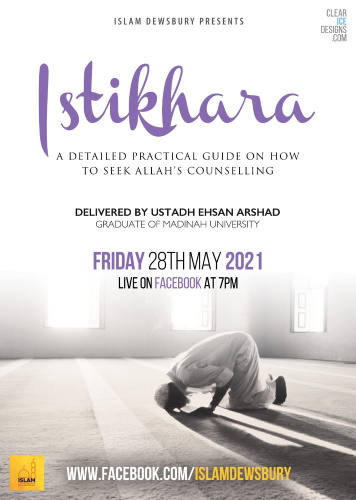 ISLAM DEWSBURY PRESENTS
CLEAR
ICE
DESIGNS
.COM
Istikhara
A DETAILED PRACTICAL GUIDE ON HOW
TO SEEK ALLAH'S COUNSELLING
DELIVERED BY USTADH EHSAN ARSHAD
GRADUATE OF MADINAH UNIVERSITY
FRIDAY 28TH MAY 2021
LIVE ON FACEBOOK AT 7PM
ISLAM
WWW.FACEBOOK.COM/ISLAMDEWSBURY